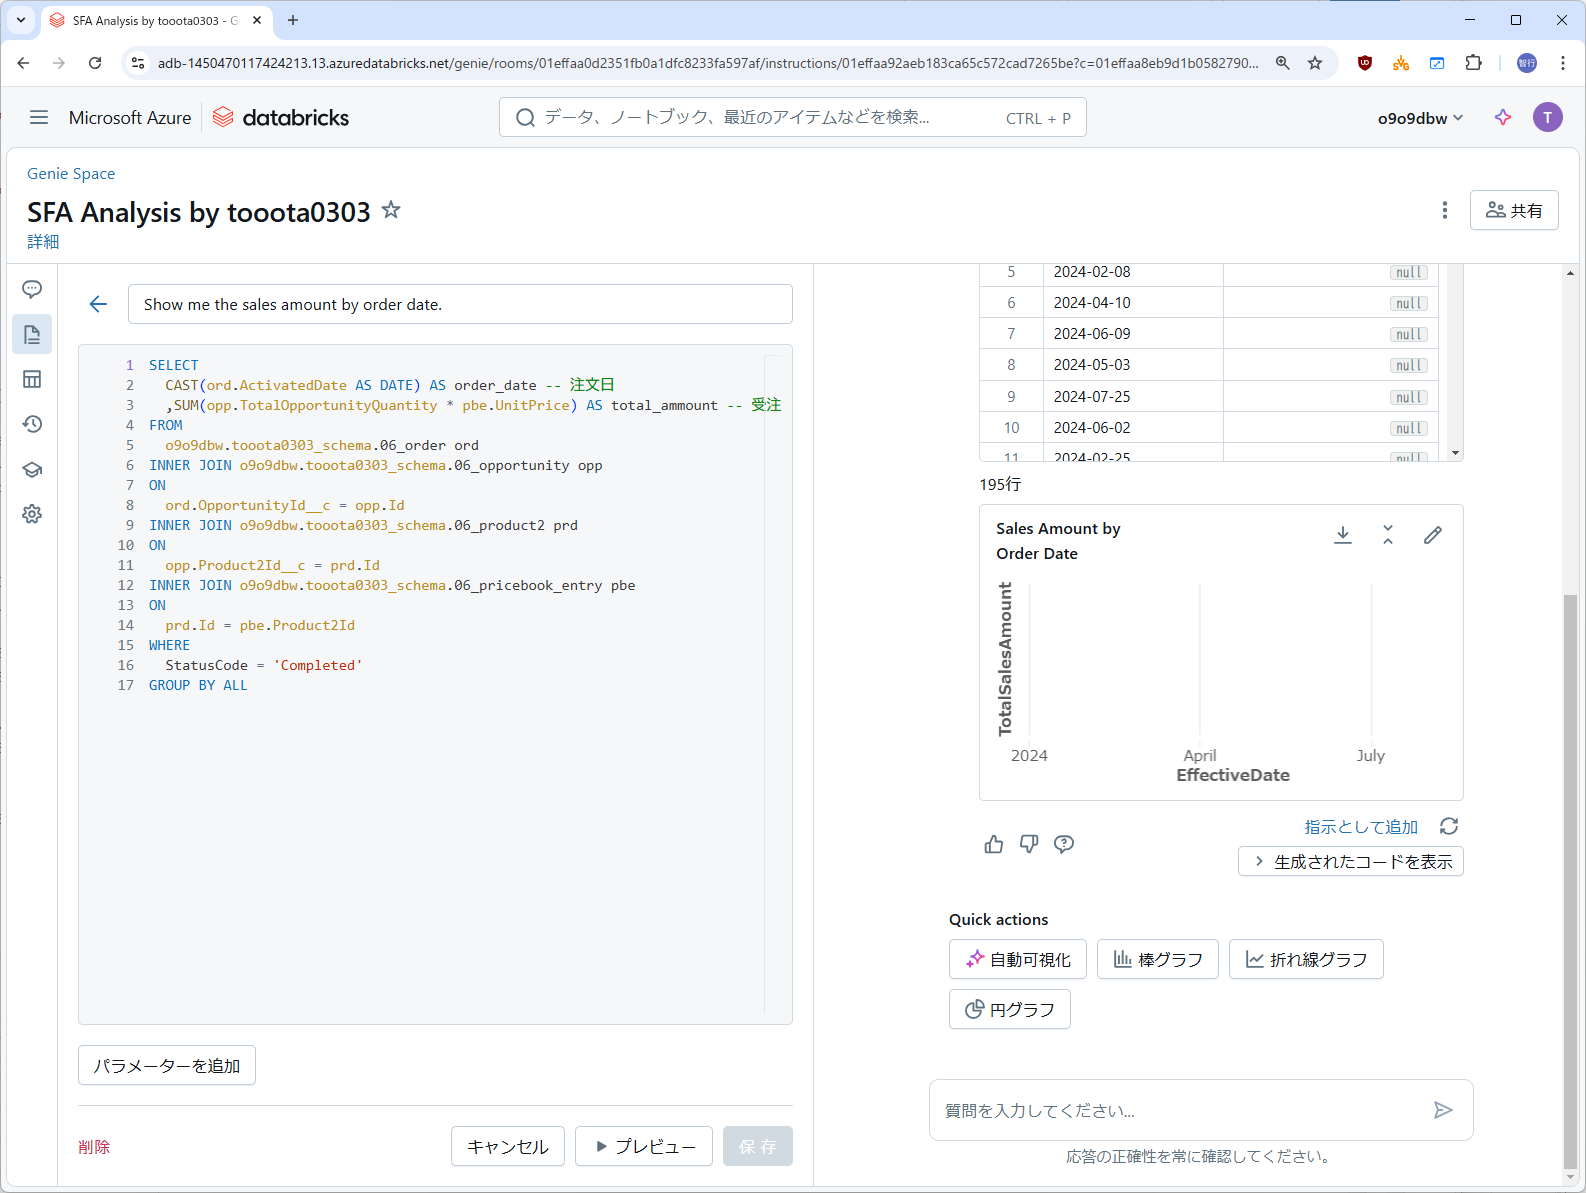 SFA Analysis by tooota0303 - G
adb-1450470117424213.13.azuredatabricks.net/genie/rooms/01effaa0d2351fb0a1dfc8233fa597af/instructions/01effaa92aeb183ca65c572cad7265be?c=01effaa8eb9d1b0582790...
智行
Microsoft Azure
databricks
データ、ノートブック、最近のアイテムなどを検索...
CTRL + P
o9o9dbw
T
Genie Space
SFA Analysis by tooota0303
詳細
共有
Show me the sales amount by order date.
1 SELECT
2 CAST(ord.ActivatedDate AS DATE) AS order_date -- 注文日
3 ,SUM(opp.TotalOpportunityQuantity * pbe.UnitPrice) AS total_ammount -- 受注
4 FROM
5 o9o9dbw.tooota0303_schema.06_order ord
6 INNER JOIN o9o9dbw.tooota0303_schema.06_opportunity opp
7 ON
8 ord.OpportunityId__c = opp.Id
9 INNER JOIN o9o9dbw.tooota0303_schema.06_product2 prd
10 ON
11 opp.Product2Id__c = prd.Id
12 INNER JOIN o9o9dbw.tooota0303_schema.06_pricebook_entry pbe
13 ON
14 prd.Id = pbe.Product2Id
15 WHERE
16 StatusCode = 'Completed'
17 GROUP BY ALL
パラメーターを追加
削除
キャンセル
プレビュー
保存
5 2024-02-08 null
6 2024-04-10 null
7 2024-06-09 null
8 2024-05-03 null
9 2024-07-25 null
10 2024-06-02 null
11 2024-02-25 null
195行
Sales Amount by
Order Date
TotalSalesAmount
2024 April July
EffectiveDate
指示として追加
生成されたコードを表示
Quick actions
自動可視化
棒グラフ
折れ線グラフ
円グラフ
質問を入力してください...
応答の正確性を常に確認してください。